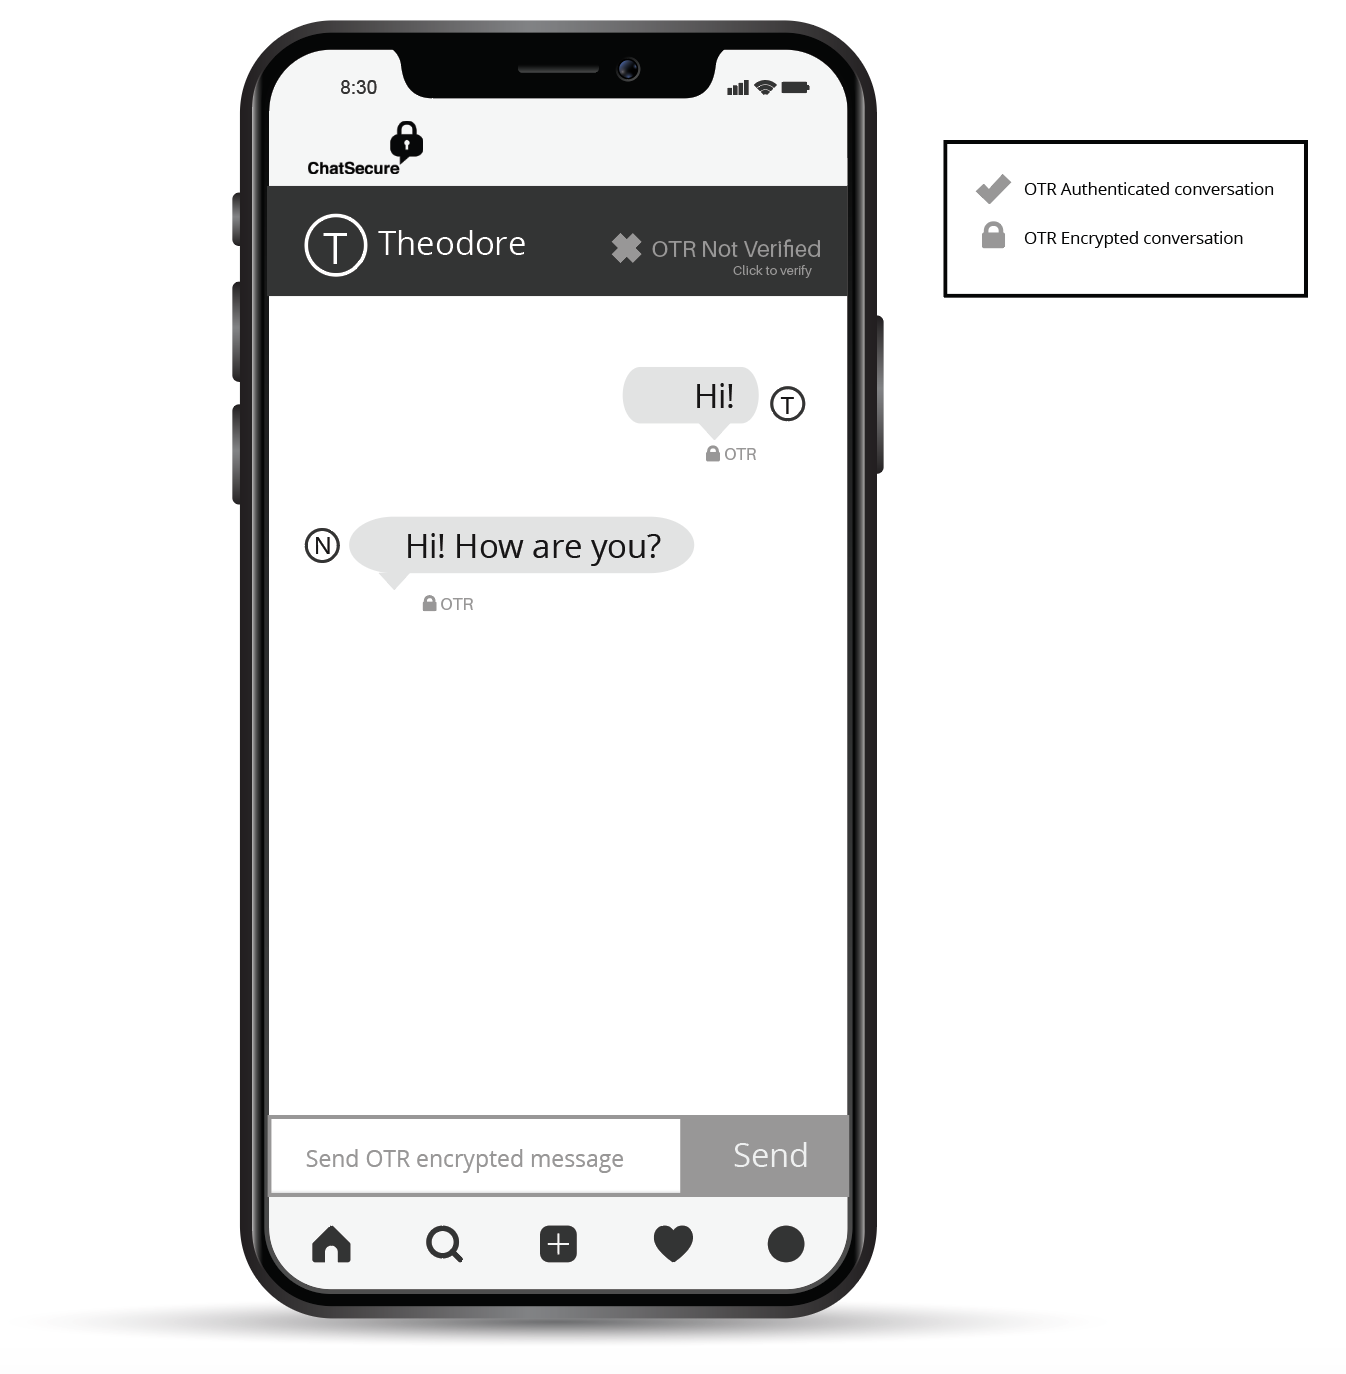 8:30
ChatSecure
T Theodore
OTR Not Verified
Click to verify
Hi!
T
OTR
N
Hi! How are you?
OTR
Send OTR encrypted message
Send
OTR Authenticated conversation
OTR Encrypted conversation